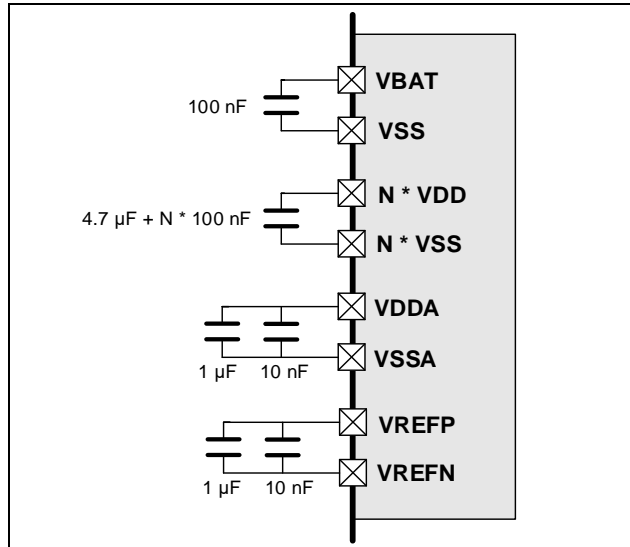 VBAT
100 nF
VSS
N * VDD
4.7 µF + N * 100 nF
N * VSS
VDDA
1 µF 10 nF
VSSA
VREFP
VREFN
1 µF 10 nF